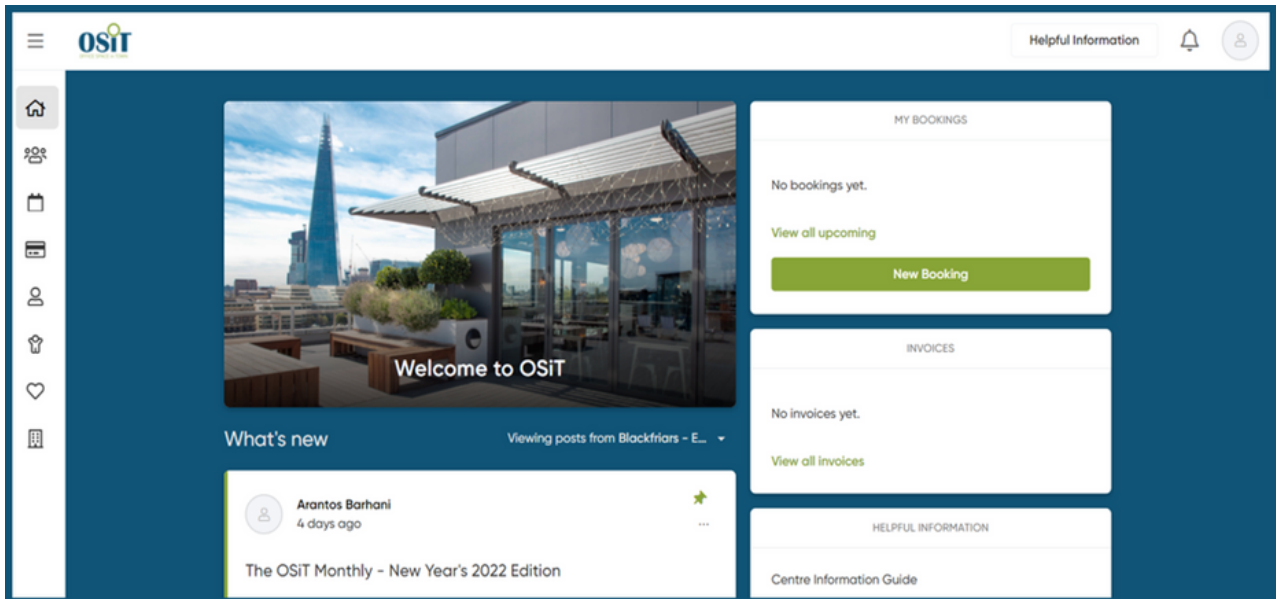 OSiT
Helpful Information
Welcome to OSiT
What's new
Viewing posts from Blackfriars - E...
Arantos Barhani
4 days ago
...
The OSiT Monthly - New Year's 2022 Edition
MY BOOKINGS
No bookings yet.
View all upcoming
New Booking
INVOICES
No invoices yet.
View all invoices
HELPFUL INFORMATION
Centre Information Guide